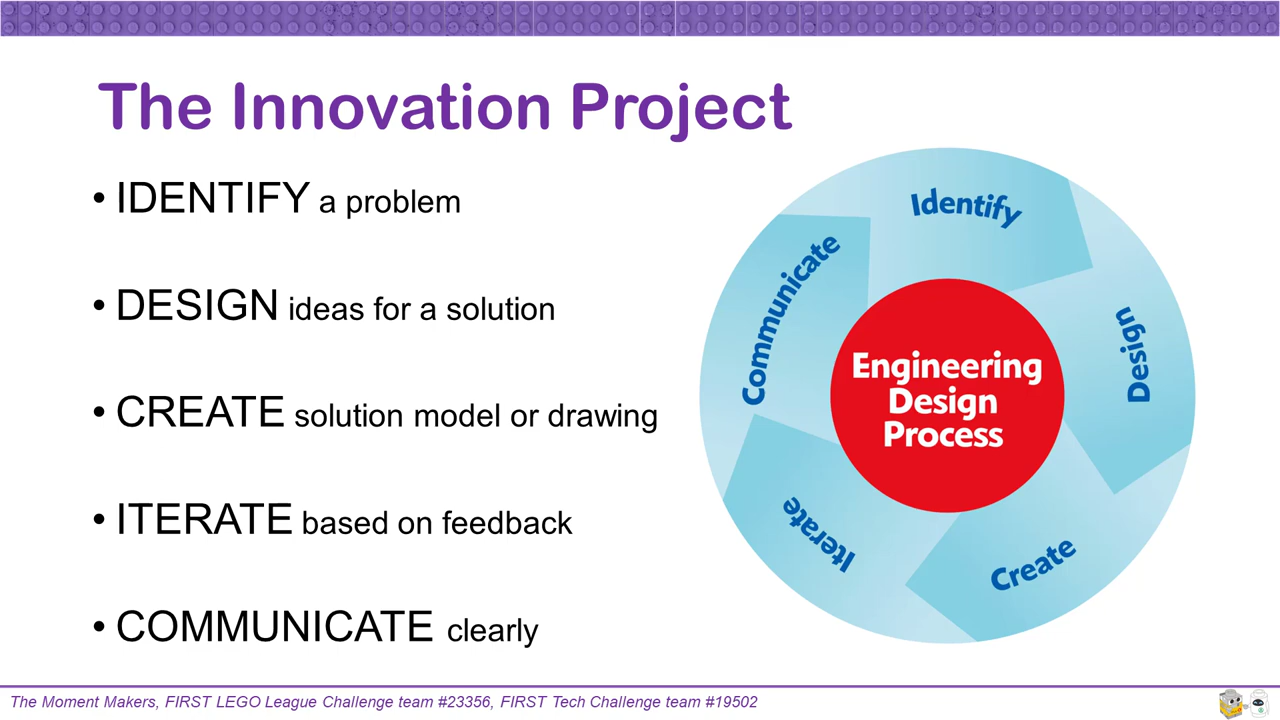 The Innovation Project
• IDENTIFY a problem
• DESIGN ideas for a solution
• CREATE solution model or drawing
• ITERATE based on feedback
• COMMUNICATE clearly
Identify
Design
Create
Iterate
Communicate
Engineering
Design
Process
The Moment Makers, FIRST LEGO League Challenge team #23356, FIRST Tech Challenge team #19502